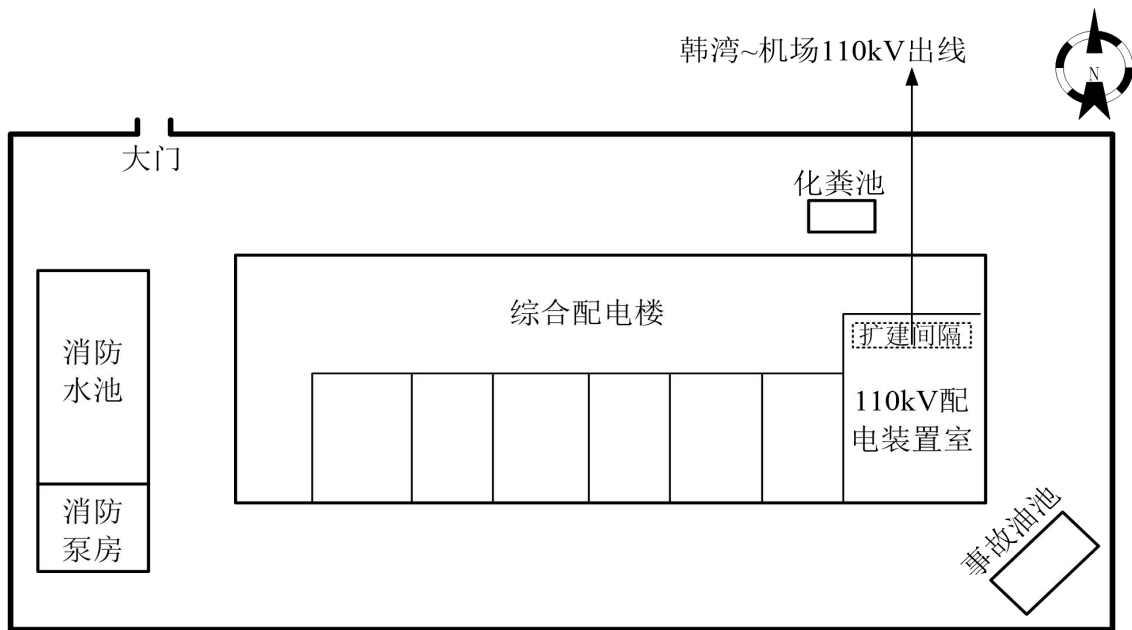 韩湾~机场110kV出线
N
大门
化粪池
综合配电楼
扩建间隔
消防
水池
110kV配
电装置室
消防
泵房
事故油池